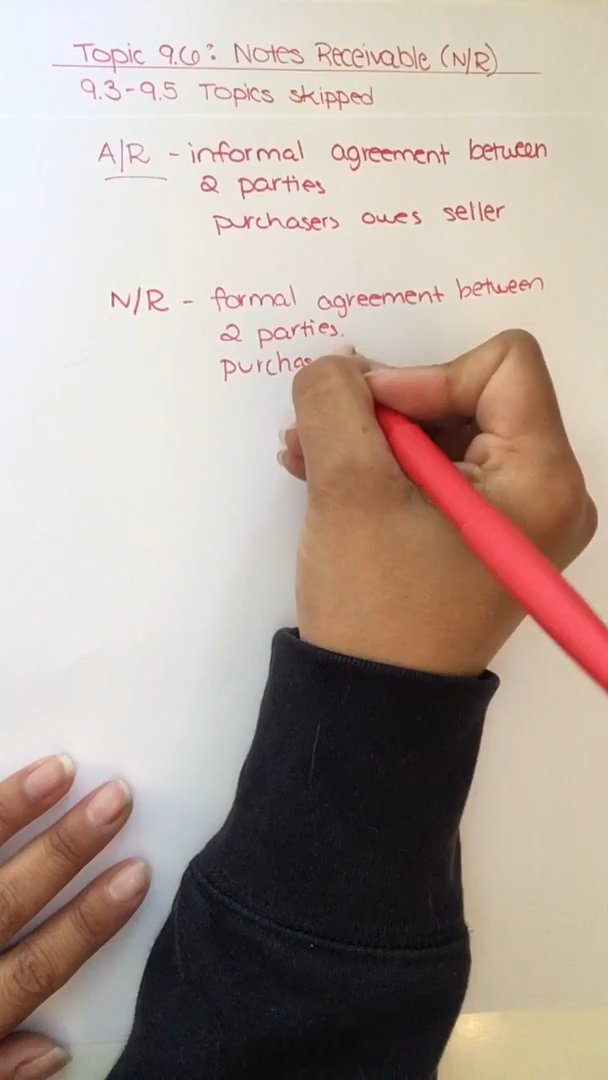 Topic 9.6: Notes Receivable (N/R)
9.3-9.5 Topics skipped
A/R - informal agreement between
2 parties
purchasers owes seller
N/R - formal agreement between
2 parties.